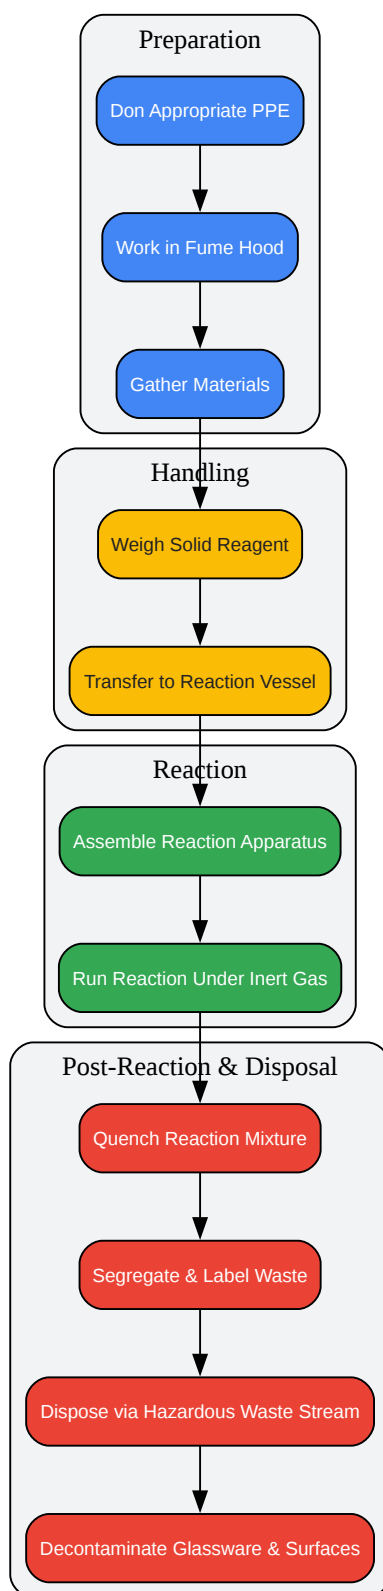 Preparation
Don Appropriate PPE
Work in Fume Hood
Gather Materials
Handling
Weigh Solid Reagent
Transfer to Reaction Vessel
Reaction
Assemble Reaction Apparatus
Run Reaction Under Inert Gas
Post-Reaction & Disposal
Quench Reaction Mixture
Segregate & Label Waste
Dispose via Hazardous Waste Stream
Decontaminate Glassware & Surfaces